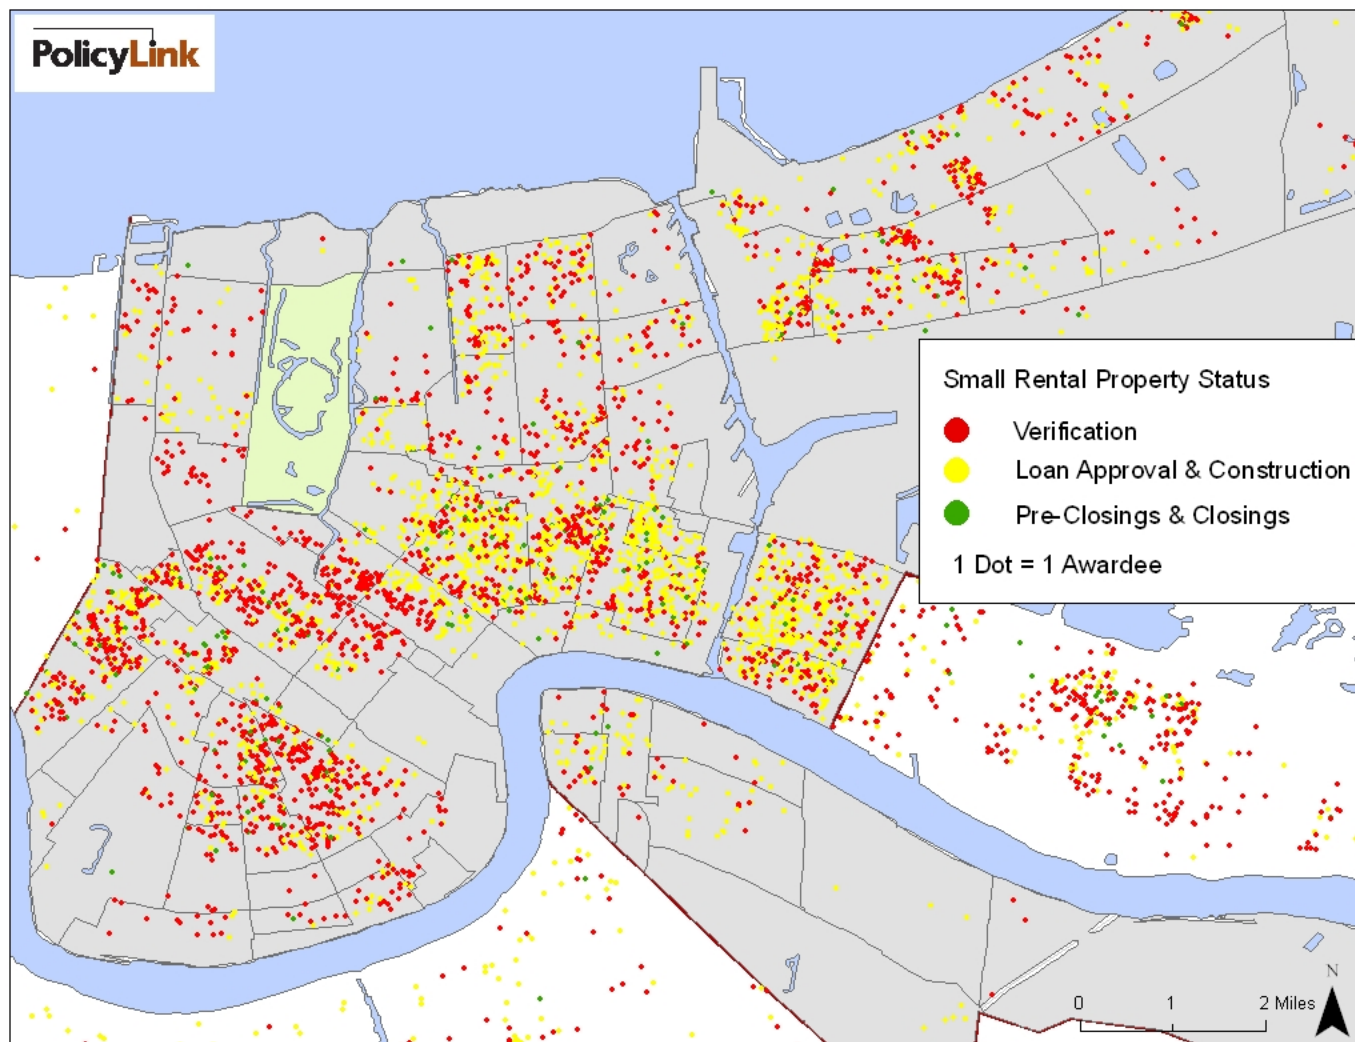 PolicyLink
Small Rental Property Status
Verification
Loan Approval & Construction
Pre-Closings & Closings
1 Dot = 1 Awardee
N
0 1 2 Miles